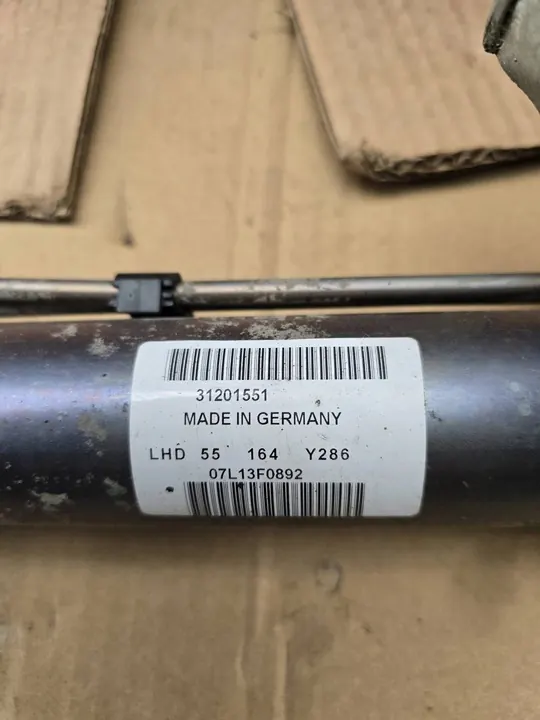 31201551
MADE IN GERMANY
LHD 55 164 Y286
07L13F0892